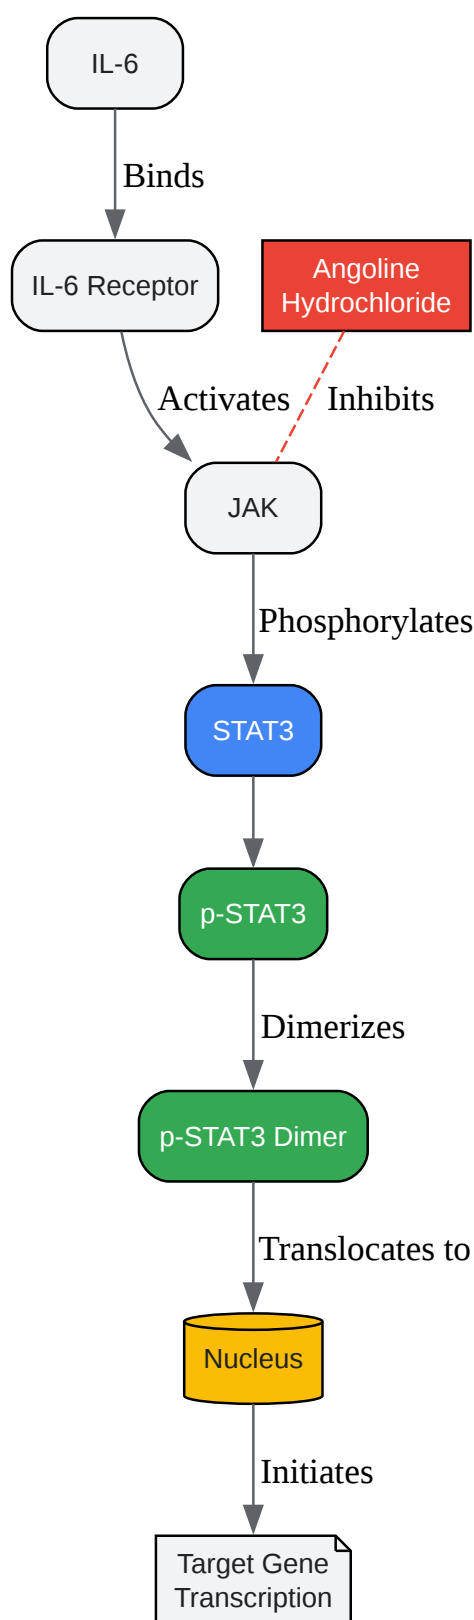 IL-6
Binds
IL-6 Receptor
Angoline
Hydrochloride
Activates
Inhibits
JAK
Phosphorylates
STAT3
p-STAT3
Dimerizes
p-STAT3 Dimer
Translocates to
Nucleus
Initiates
Target Gene
Transcription